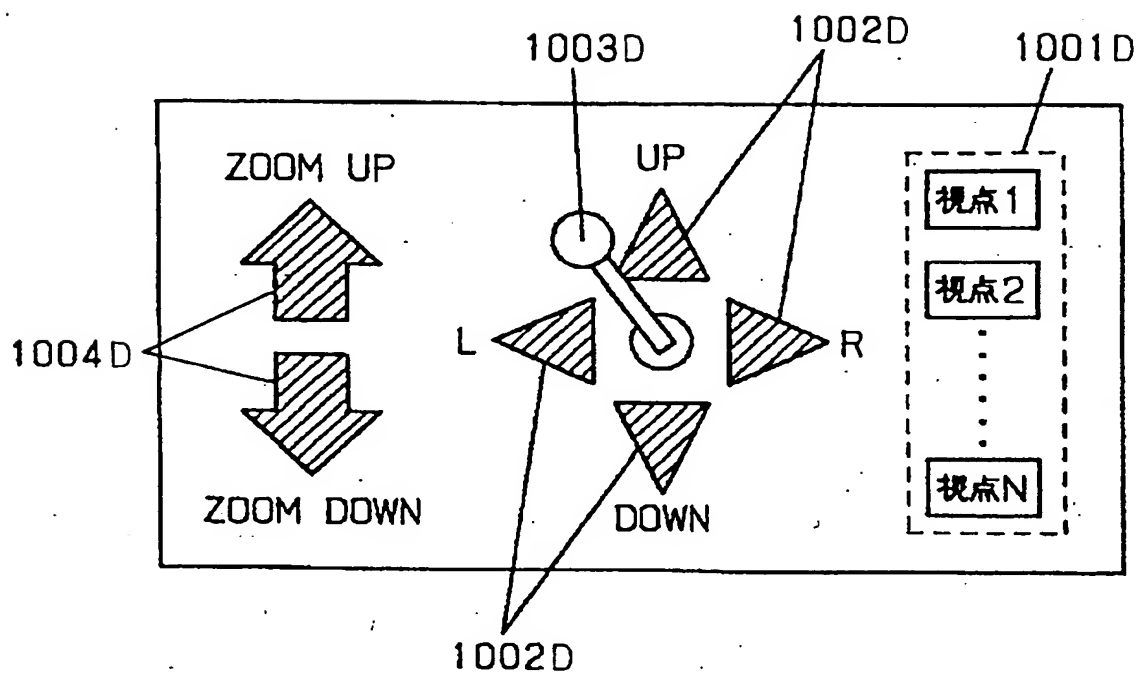 1003D
1002D
1001D
ZOOM UP
UP
視点1
視点2
L
R
1004D
視点N
ZOOM DOWN
DOWN
1002D